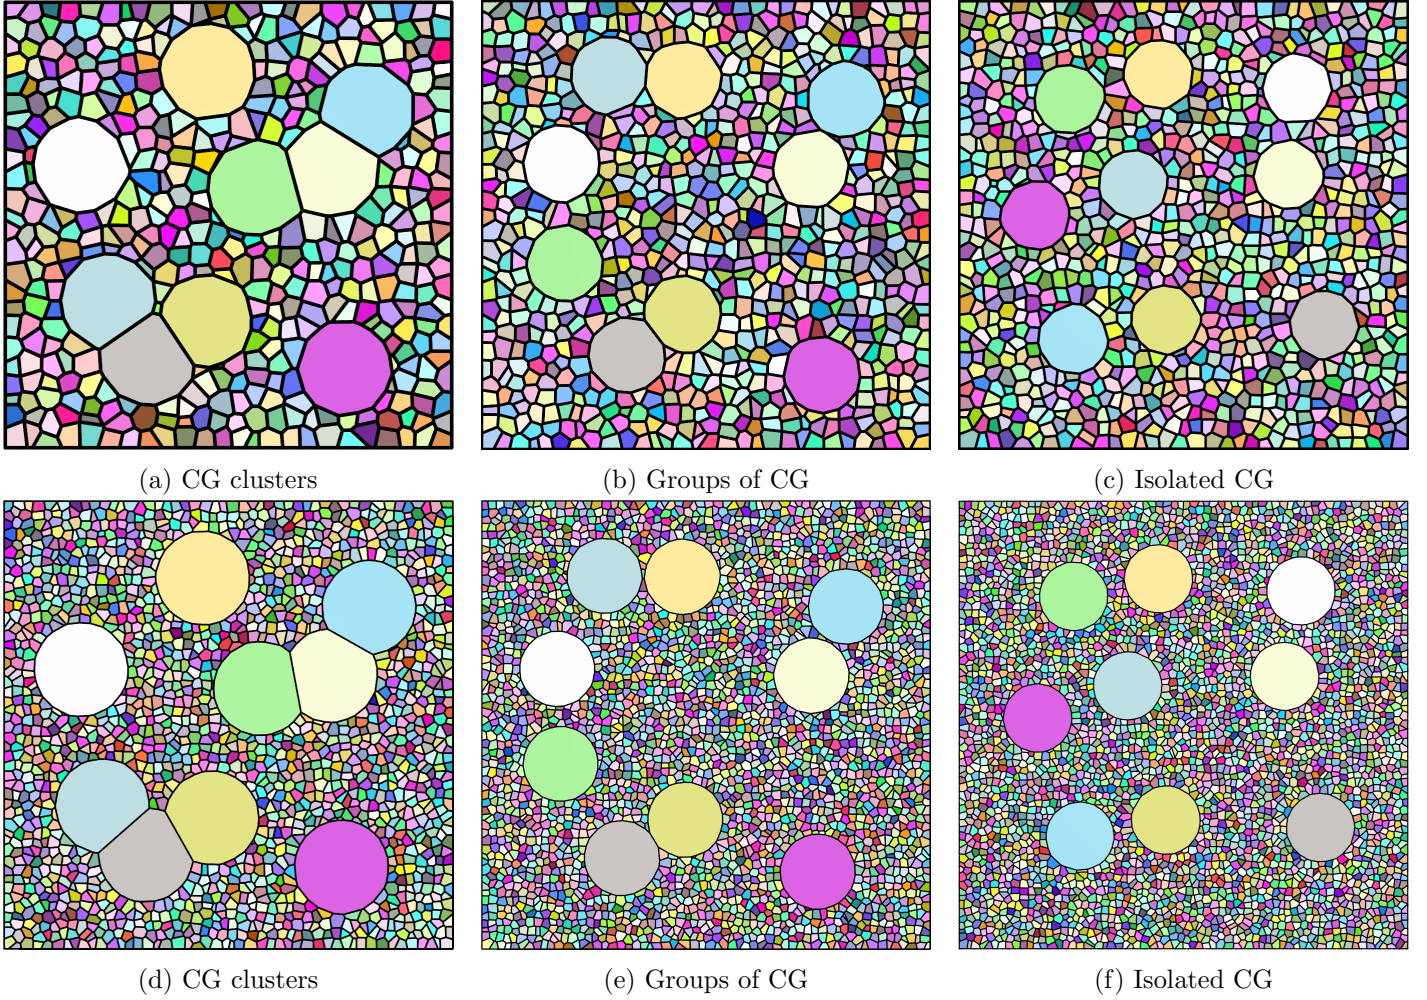 (a) CG clusters
(b) Groups of CG
(c) Isolated CG
(d) CG clusters
(e) Groups of CG
(f) Isolated CG